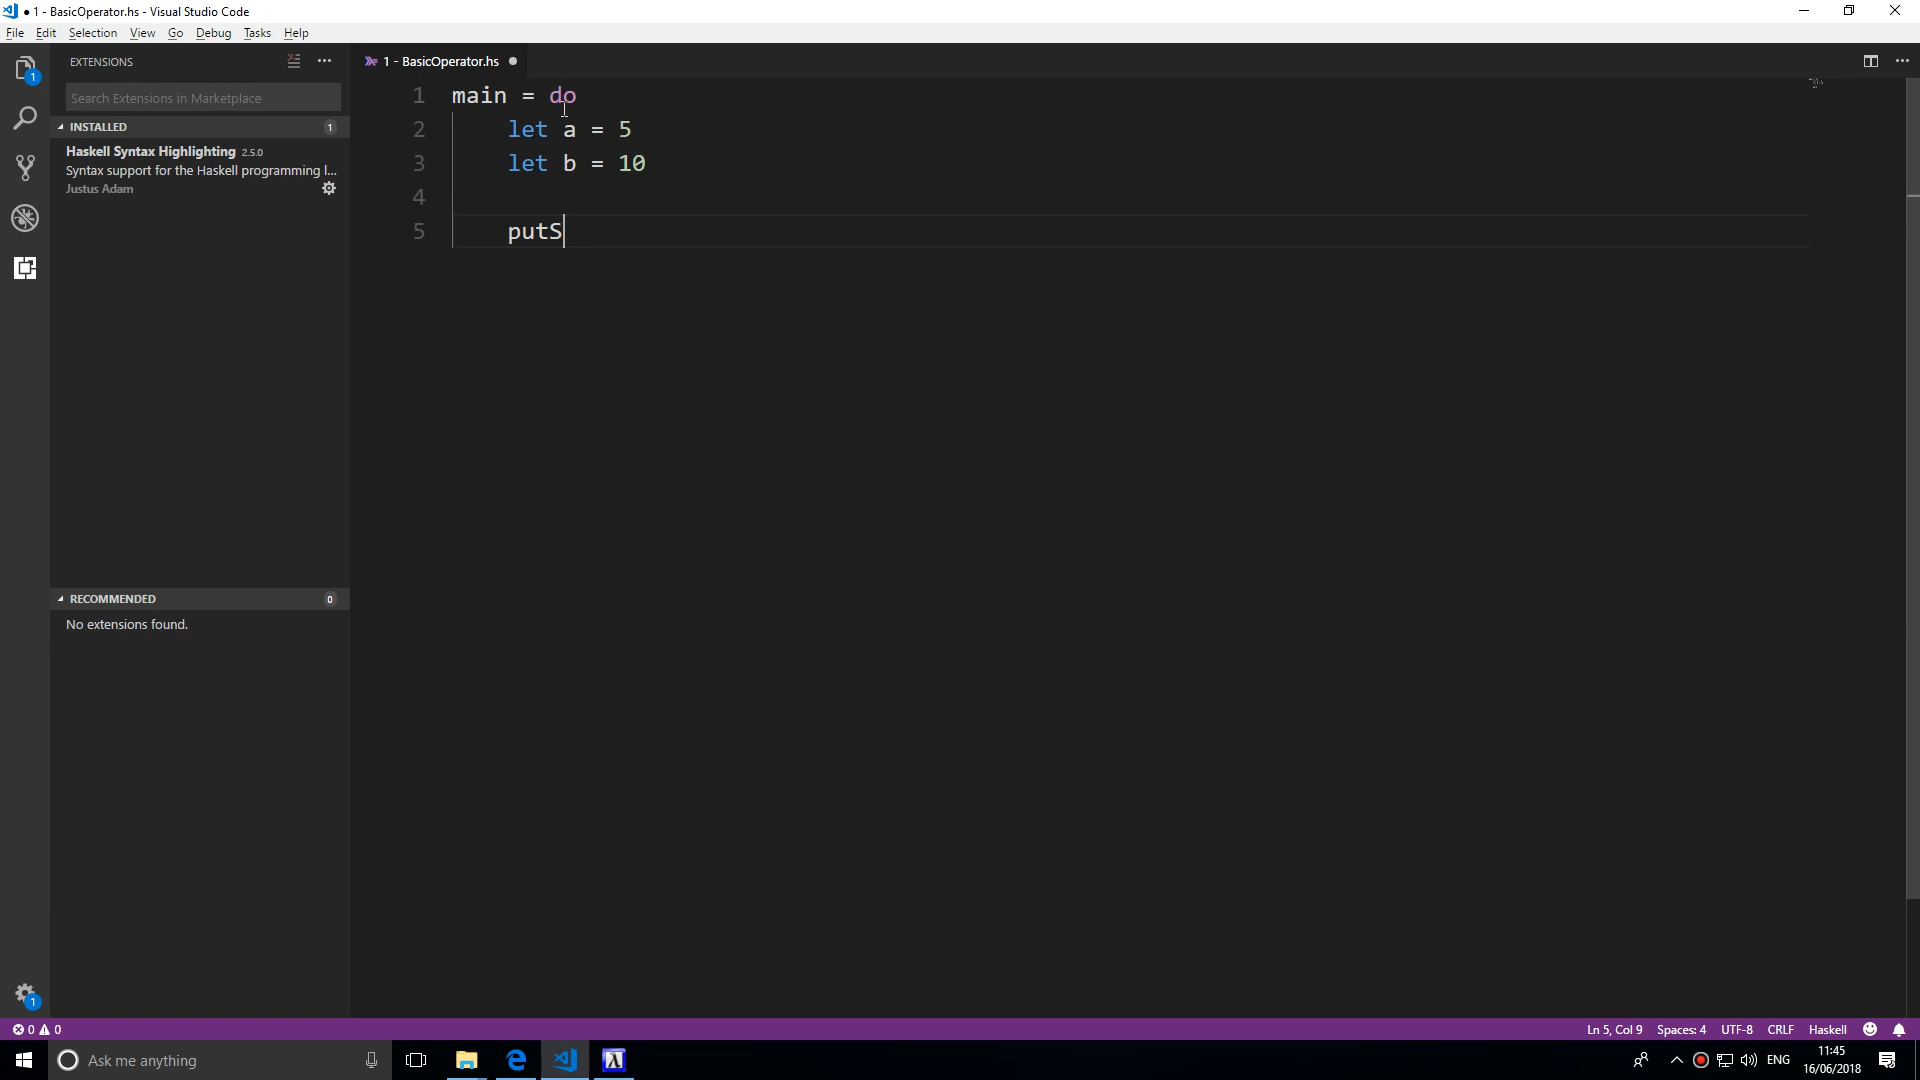 ● 1 - BasicOperator.hs - Visual Studio Code
File Edit Selection View Go Debug Tasks Help
1
EXTENSIONS
Search Extensions in Marketplace
INSTALLED 1
Haskell Syntax Highlighting 2.5.0
Syntax support for the Haskell programming l...
Justus Adam
RECOMMENDED 0
No extensions found.
1
1 - BasicOperator.hs ●
1 main = do
2 let a = 5
3 let b = 10
4
5 putS
0 0
Ln 5, Col 9 Spaces: 4 UTF-8 CRLF Haskell
Ask me anything
ENG
11:45
16/06/2018